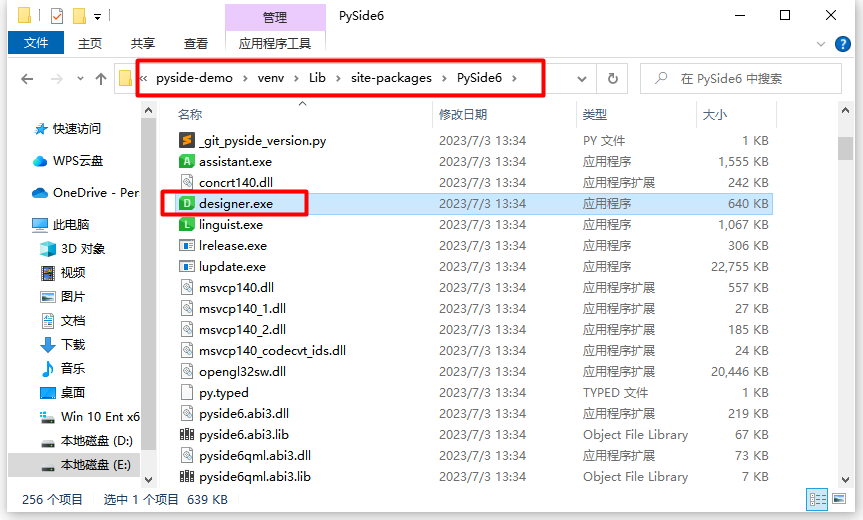 管理
PySide6
文件
主页
共享
查看
应用程序工具
« pyside-demo › venv › Lib › site-packages › PySide6 ›
在 PySide6 中搜索
快速访问
WPS云盘
OneDrive - Per
此电脑
3D 对象
视频
图片
文档
下载
音乐
桌面
Win 10 Ent x6
本地磁盘 (D:)
本地磁盘 (E:)
名称 修改日期 类型 大小
_git_pyside_version.py 2023/7/3 13:34 PY 文件 1 KB
assistant.exe 2023/7/3 13:34 应用程序 1,555 KB
concrt140.dll 2023/7/3 13:34 应用程序扩展 242 KB
designer.exe 2023/7/3 13:34 应用程序 640 KB
linguist.exe 2023/7/3 13:34 应用程序 1,067 KB
lrelease.exe 2023/7/3 13:34 应用程序 306 KB
lupdate.exe 2023/7/3 13:34 应用程序 22,755 KB
msvcp140.dll 2023/7/3 13:34 应用程序扩展 557 KB
msvcp140_1.dll 2023/7/3 13:34 应用程序扩展 27 KB
msvcp140_2.dll 2023/7/3 13:34 应用程序扩展 185 KB
msvcp140_codecvt_ids.dll 2023/7/3 13:34 应用程序扩展 24 KB
opengl32sw.dll 2023/7/3 13:34 应用程序扩展 20,446 KB
py.typed 2023/7/3 13:34 TYPED 文件 1 KB
pyside6.abi3.dll 2023/7/3 13:34 应用程序扩展 219 KB
pyside6.abi3.lib 2023/7/3 13:34 Object File Library 67 KB
pyside6qml.abi3.dll 2023/7/3 13:34 应用程序扩展 73 KB
pyside6qml.abi3.lib 2023/7/3 13:34 Object File Library 7 KB
256 个项目 选中 1 个项目 639 KB